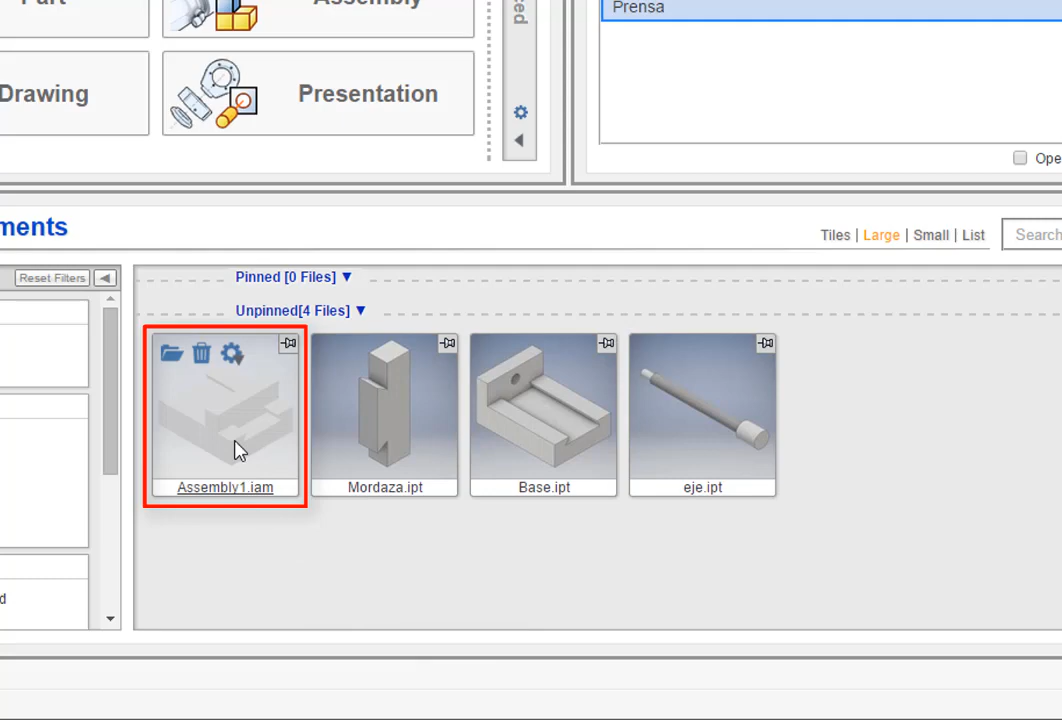 Part
Assembly
Prensa
Drawing
Presentation
Ope
ments
Tiles | Large | Small | List
Search
Reset Filters
Pinned [0 Files] ▼
Unpinned[4 Files] ▼
Assembly1.iam
Mordaza.ipt
Base.ipt
eje.ipt
d